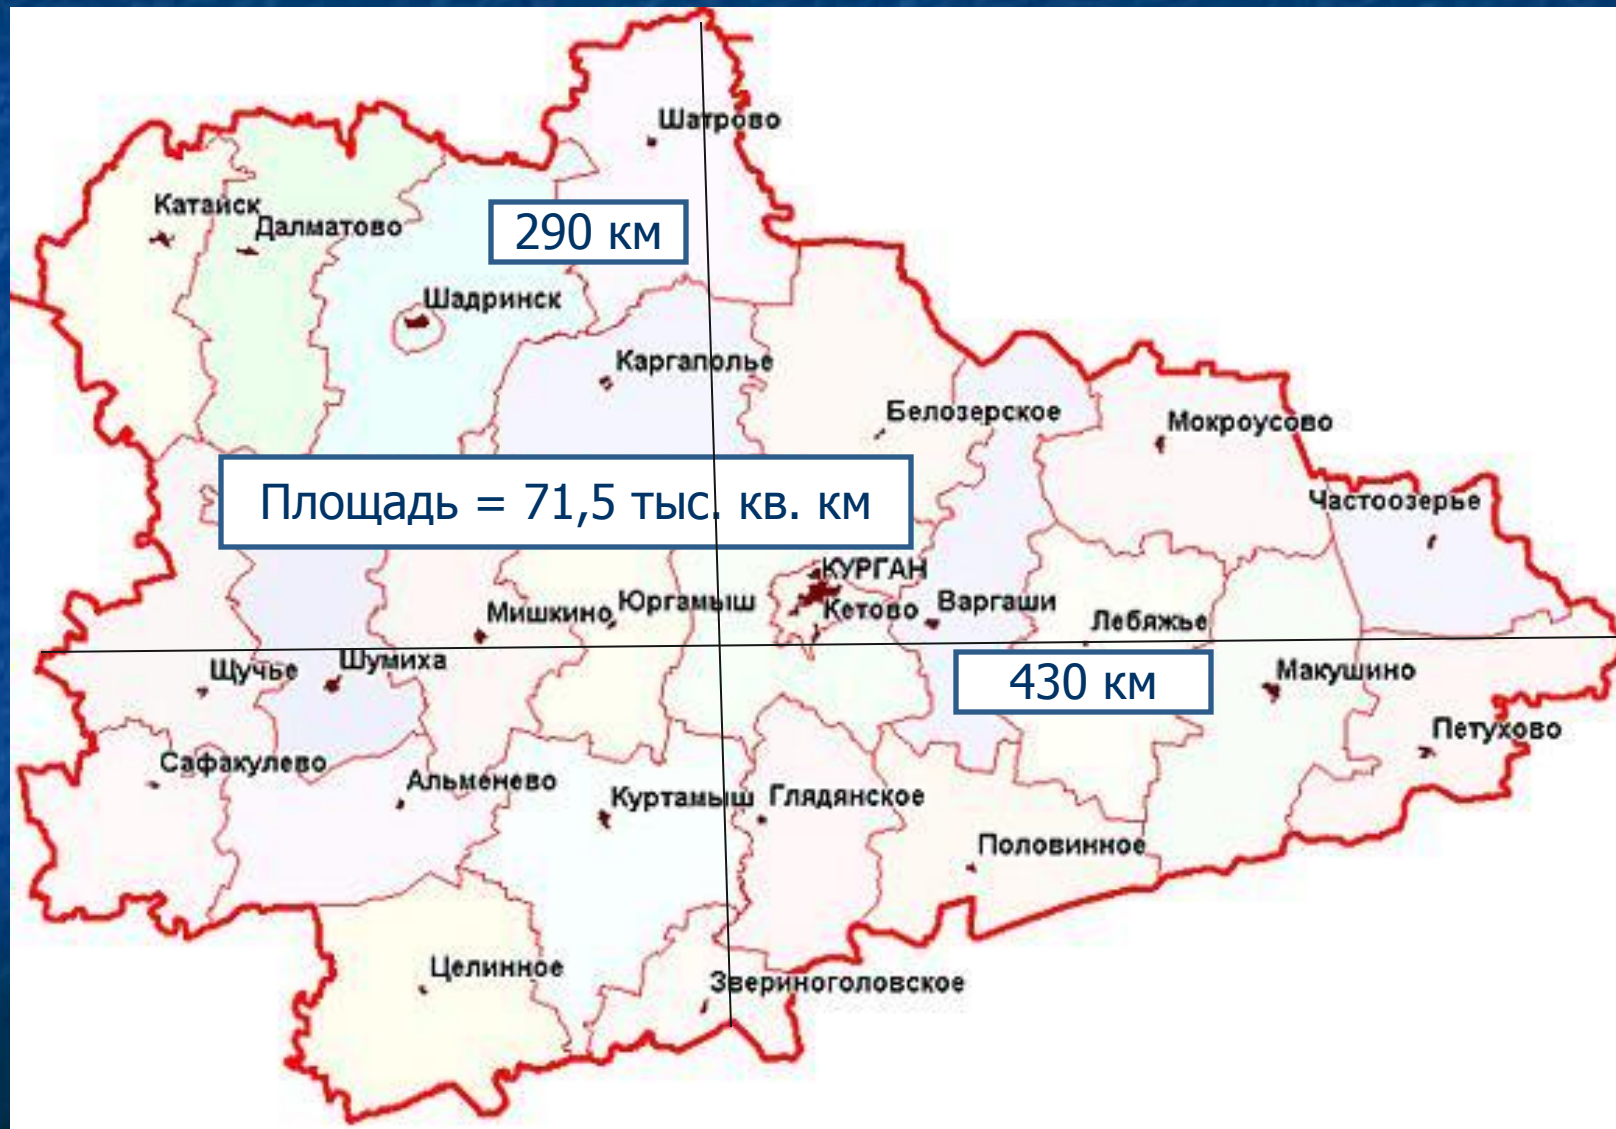 Шатрово
Катайск
Далматово
290 км
Шадринск
Каргаполье
Белозерское
Мокроусово
Площадь = 71,5 тыс. кв. км
Частоозерье
КУРГАН
Мишкино
Юргамыш
Кетово
Варгаши
Лебяжье
Щучье
Шумиха
430 км
Макушино
Петухово
Сафакулево
Альменево
Куртамыш
Глядянское
Половинное
Целинное
Звериноголовское